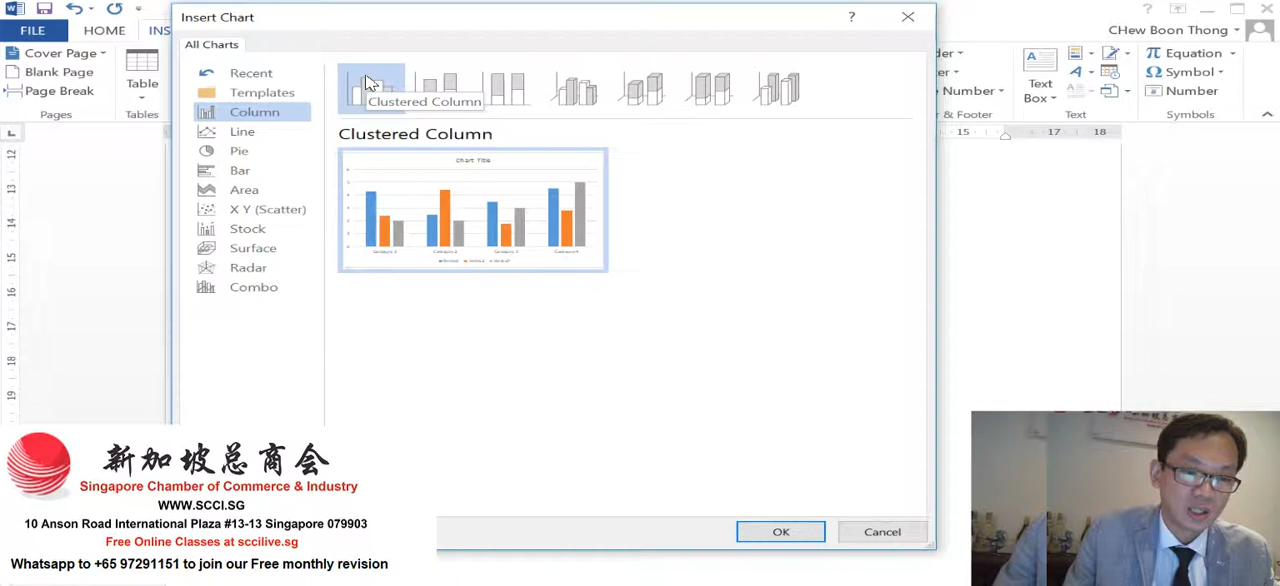 Insert Chart
?
FILE
HOME
INS
CHew Boon Thong
All Charts
Cover Page
Blank Page
Page Break
Pages
Table
Tables
Recent
Templates
Column
Line
Pie
Bar
Area
X Y (Scatter)
Stock
Surface
Radar
Combo
Clustered Column
Clustered Column
Chart Title
OK
Cancel
der
er
Number
& Footer
Text
Box
Text
Equation
Symbol
Number
Symbols
15
17
18
12
13
14
15
16
17
18
19
新加坡总商会
Singapore Chamber of Commerce & Industry
WWW.SCCI.SG
10 Anson Road International Plaza #13-13 Singapore 079903
Free Online Classes at sccilive.sg
Whatsapp to +65 97291151 to join our Free monthly revision